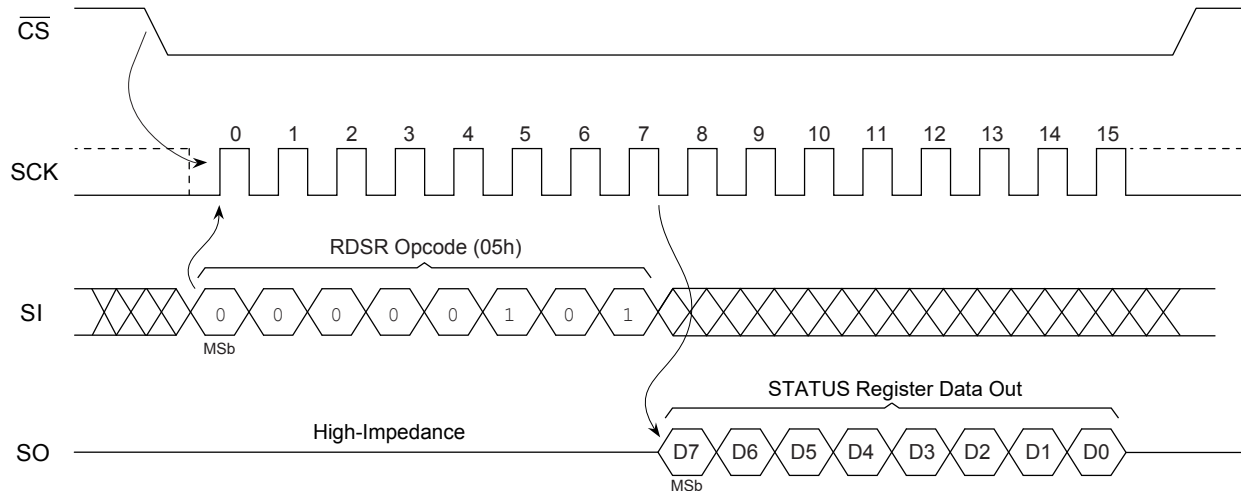 C̅S̅
0 1 2 3 4 5 6 7 8 9 10 11 12 13 14 15
SCK
RDSR Opcode (05h)
SI 0 0 0 0 0 1 0 1
MSb
STATUS Register Data Out
High-Impedance
SO D7 D6 D5 D4 D3 D2 D1 D0
MSb